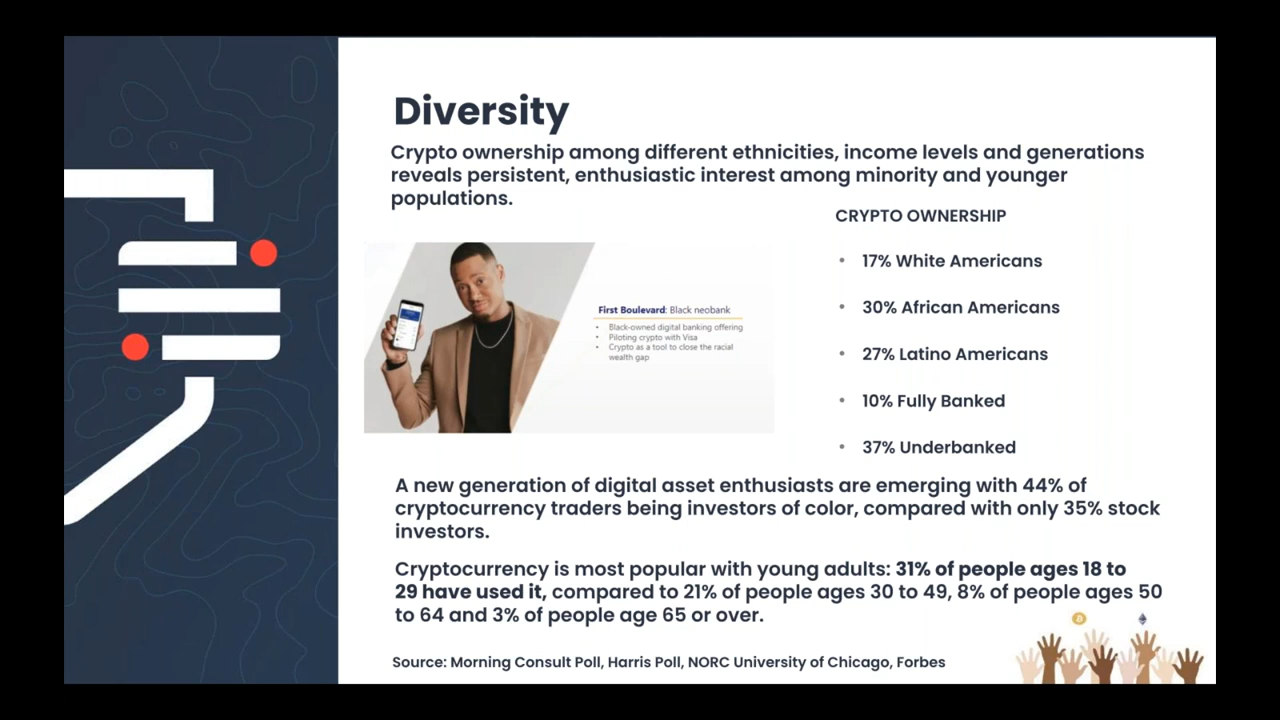 Diversity
Crypto ownership among different ethnicities, income levels and generations
reveals persistent, enthusiastic interest among minority and younger
populations.
CRYPTO OWNERSHIP
• 17% White Americans
• 30% African Americans
• 27% Latino Americans
• 10% Fully Banked
• 37% Underbanked
First Boulevard: Black neobank
• Black-owned digital banking offering
• Piloting crypto with Visa
• Crypto as a tool to close the racial
wealth gap
A new generation of digital asset enthusiasts are emerging with 44% of
cryptocurrency traders being investors of color, compared with only 35% stock
investors.
Cryptocurrency is most popular with young adults: 31% of people ages 18 to
29 have used it, compared to 21% of people ages 30 to 49, 8% of people ages 50
to 64 and 3% of people age 65 or over.
Source: Morning Consult Poll, Harris Poll, NORC University of Chicago, Forbes